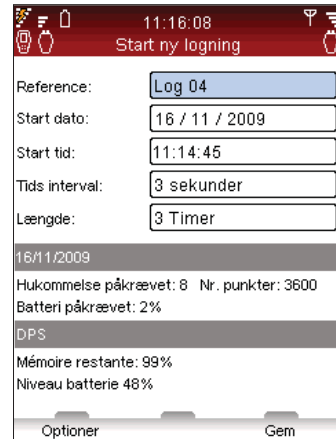 11:16:08
Start ny logning
Reference: Log 04
Start dato: 16 / 11 / 2009
Start tid: 11:14:45
Tids interval: 3 sekunder
Længde: 3 Timer
16/11/2009
Hukommelse påkrævet: 8 Nr. punkter: 3600
Batteri påkrævet: 2%
DPS
Mémoire restante: 99%
Niveau batterie 48%
Optioner Gem